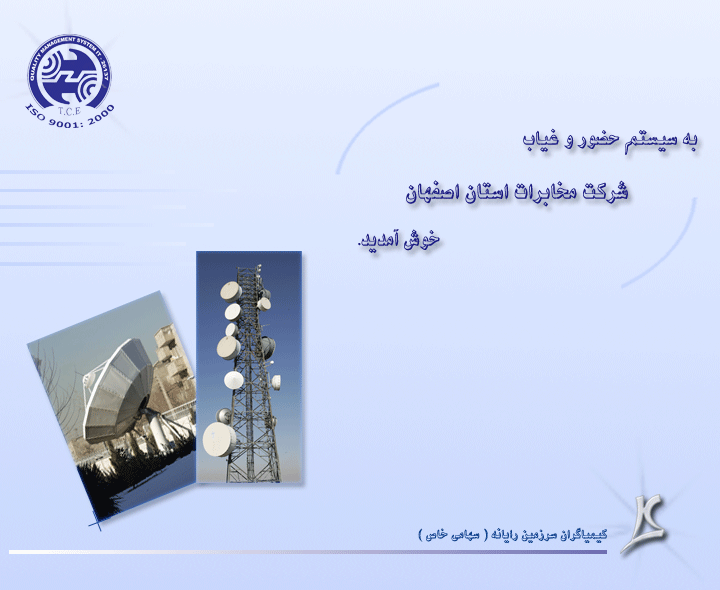 QUALITY MANAGEMENT SYSTEM IT - 25137
T.C.E
ISO 9001: 2000
به سیستم حضور و غیاب
شرکت مخابرات استان اصفهان
خوش آمدید.
کیمیاگران سرزمین رایانه ( سهامی خاص )